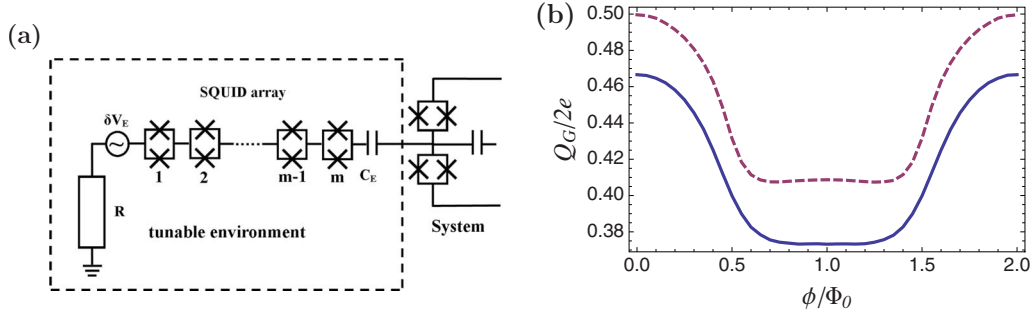 (a)
SQUID array
δV_E
~
1 2 m-1 m C_E
R
tunable environment
System
(b)
Q_G/2e
0.50
0.48
0.46
0.44
0.42
0.40
0.38
0.0 0.5 1.0 1.5 2.0
ϕ/Φ_0